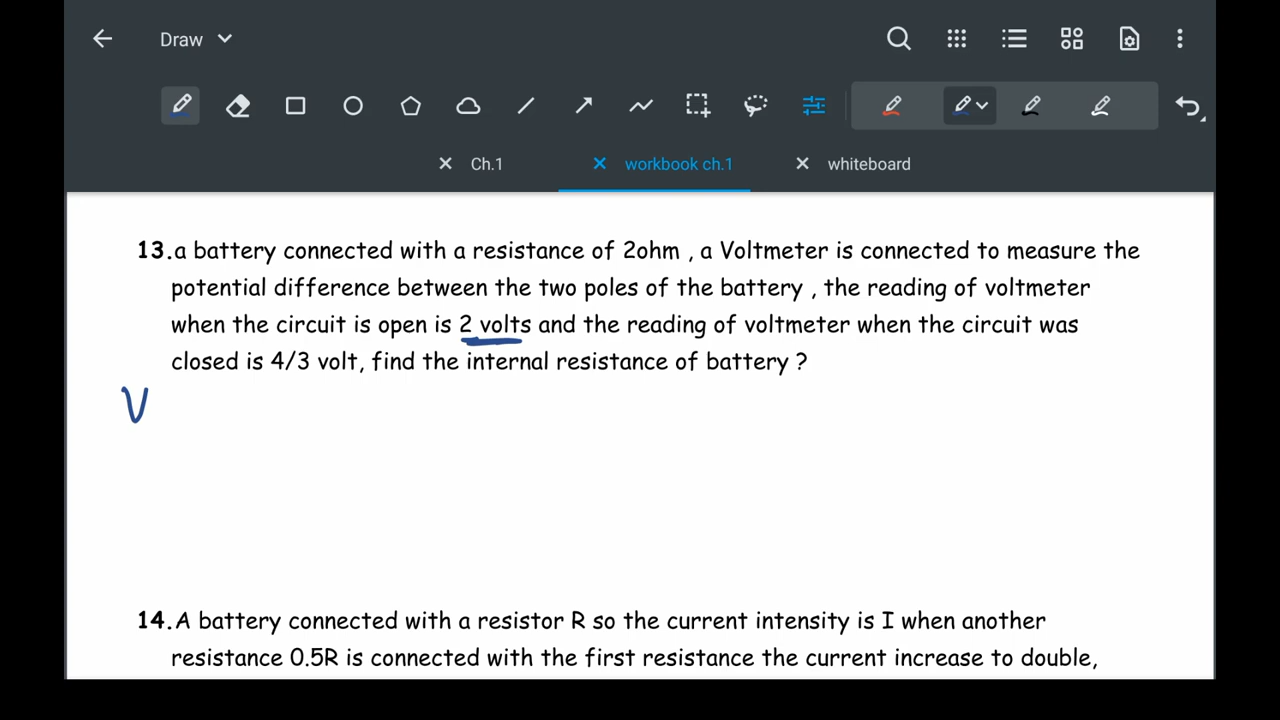 Draw
Ch.1
workbook ch.1
whiteboard
13.a battery connected with a resistance of 2ohm , a Voltmeter is connected to measure the
potential difference between the two poles of the battery , the reading of voltmeter
when the circuit is open is 2 volts and the reading of voltmeter when the circuit was
closed is 4/3 volt, find the internal resistance of battery ?
V
14.A battery connected with a resistor R so the current intensity is I when another
resistance 0.5R is connected with the first resistance the current increase to double,